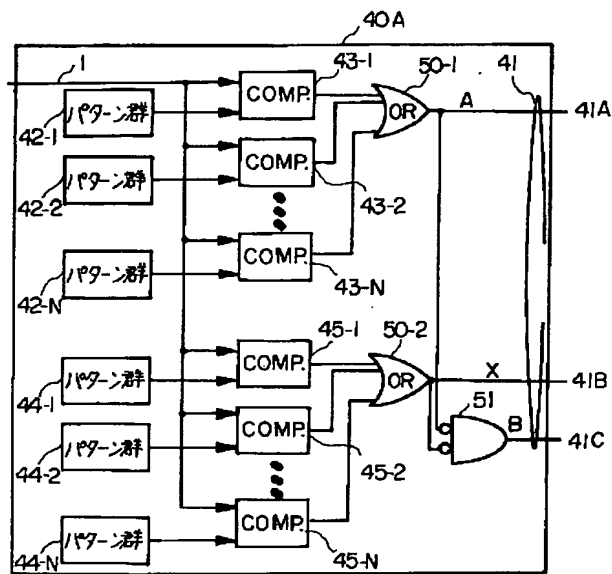 40A
1
43-1
50-1
41
COMP.
OR
A
41A
パターン群
42-1
COMP.
パターン群
42-2
43-2
COMP.
パターン群
42-N
43-N
45-1
50-2
COMP.
OR
X
41B
パターン群
44-1
51
COMP.
B
41C
パターン群
44-2
45-2
COMP.
パターン群
44-N
45-N